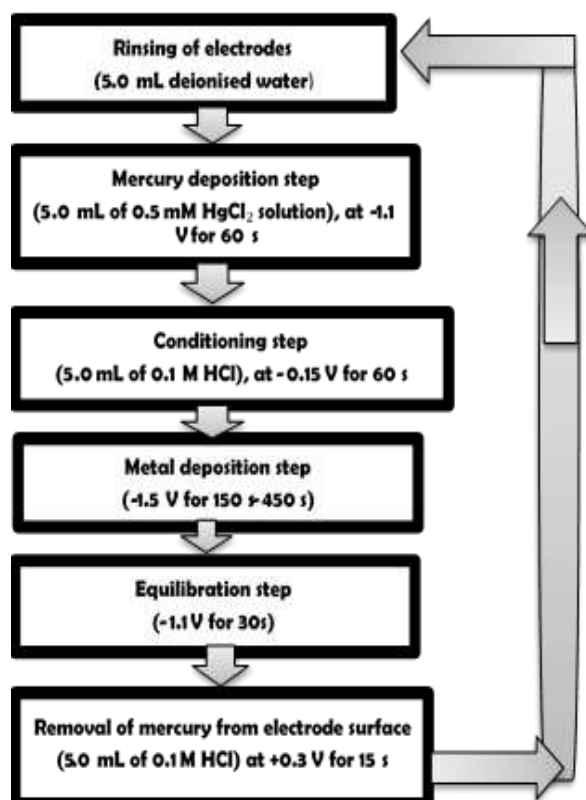 Rinsing of electrodes
(5.0 mL deionised water)
Mercury deposition step
(5.0 mL of 0.5 mM HgCl₂ solution), at -1.1
V for 60 s
Conditioning step
(5.0 mL of 0.1 M HCl), at -0.15 V for 60 s
Metal deposition step
(-1.5 V for 150 s-450 s)
Equilibration step
(-1.1 V for 30s)
Removal of mercury from electrode surface
(5.0 mL of 0.1 M HCl) at +0.3 V for 15 s